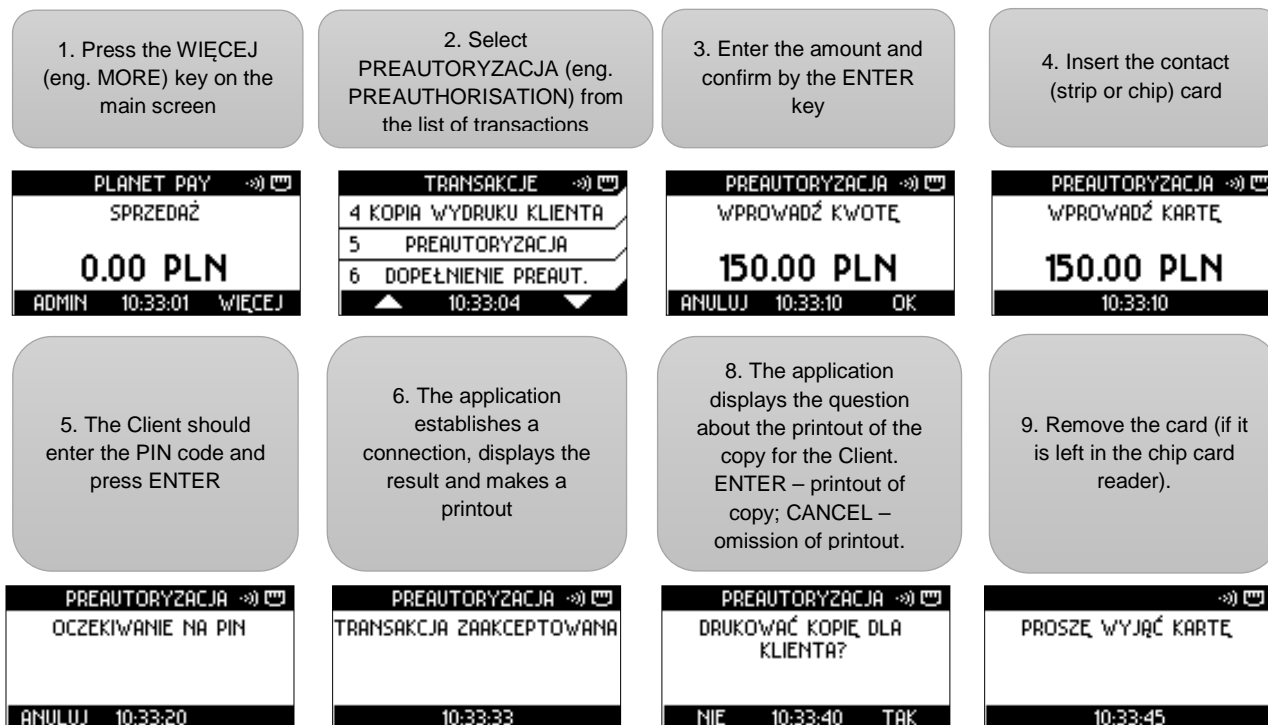 1. Press the WIĘCEJ
(eng. MORE) key on the
main screen
2. Select
PREAUTORYZACJA (eng.
PREAUTHORISATION) from
the list of transactions
3. Enter the amount and
confirm by the ENTER
key
4. Insert the contact
(strip or chip) card
PLANET PAY
SPRZEDAŻ
0.00 PLN
ADMIN 10:33:01 WIĘCEJ
TRANSAKCJE
4 KOPIA WYDRUKU KLIENTA
5 PREAUTORYZACJA
6 DOPEŁNIENIE PREAUT.
10:33:04
PREAUTORYZACJA
WPROWADŹ KWOTĘ
150.00 PLN
ANULUJ 10:33:10 OK
PREAUTORYZACJA
WPROWADŹ KARTĘ
150.00 PLN
10:33:10
5. The Client should
enter the PIN code and
press ENTER
6. The application
establishes a
connection, displays the
result and makes a
printout
8. The application
displays the question
about the printout of the
copy for the Client.
ENTER – printout of
copy; CANCEL –
omission of printout.
9. Remove the card (if it
is left in the chip card
reader).
PREAUTORYZACJA
OCZEKIWANIE NA PIN
ANULUJ 10:33:20
PREAUTORYZACJA
TRANSAKCJA ZAAKCEPTOWANA
10:33:33
PREAUTORYZACJA
DRUKOWAĆ KOPIĘ DLA
KLIENTA?
NIE 10:33:40 TAK
PROSZĘ WYJĄĆ KARTĘ
10:33:45